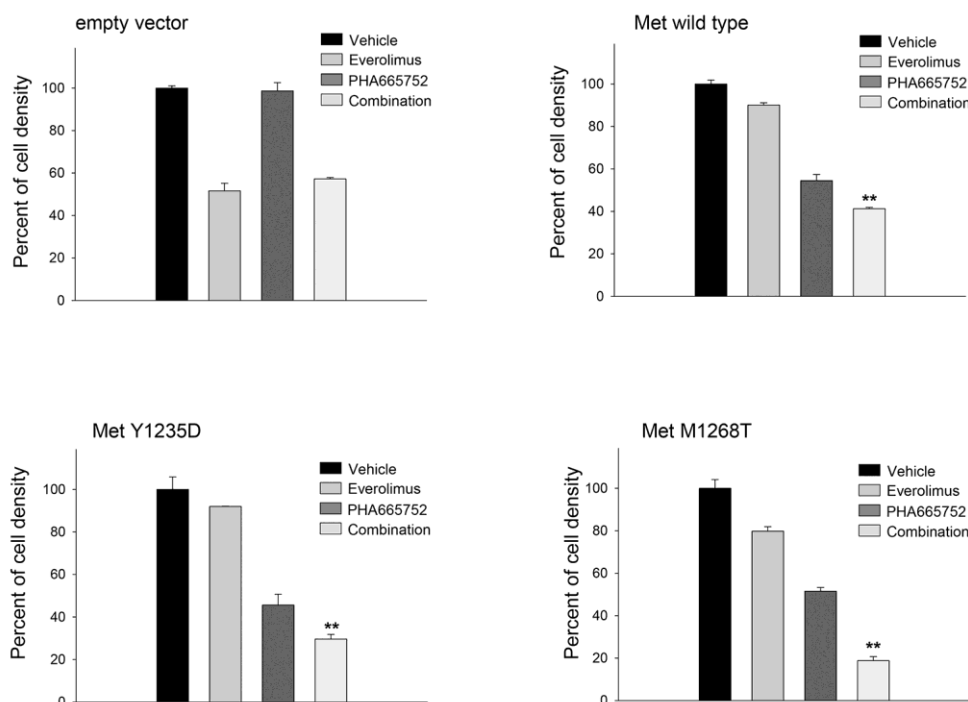 empty vector
Percent of cell density
100
80
60
40
20
0
Vehicle
Everolimus
PHA665752
Combination
Met wild type
Percent of cell density
100
80
60
40
20
0
Vehicle
Everolimus
PHA665752
Combination
**
Met Y1235D
Percent of cell density
100
80
60
40
20
0
Vehicle
Everolimus
PHA665752
Combination
**
Met M1268T
Percent of cell density
100
80
60
40
20
0
Vehicle
Everolimus
PHA665752
Combination
**